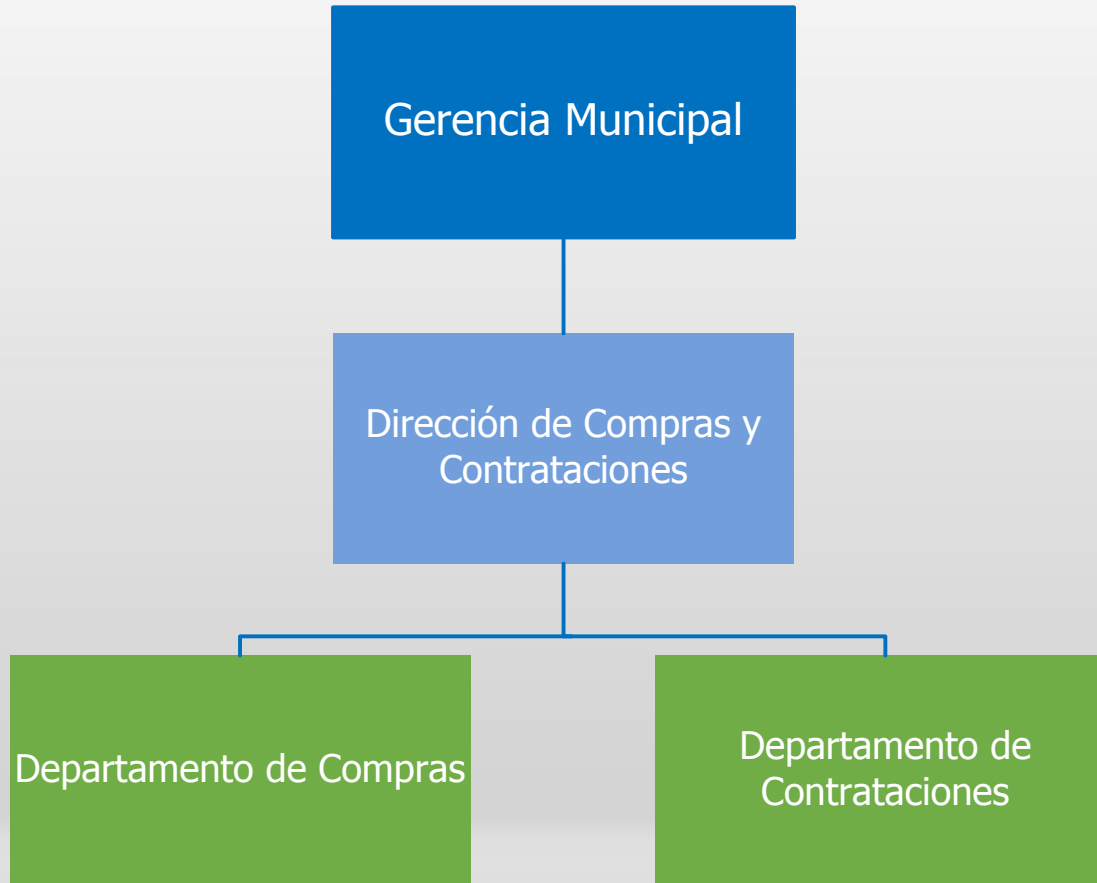 Gerencia Municipal
Dirección de Compras y
Contrataciones
Departamento de Compras
Departamento de
Contrataciones